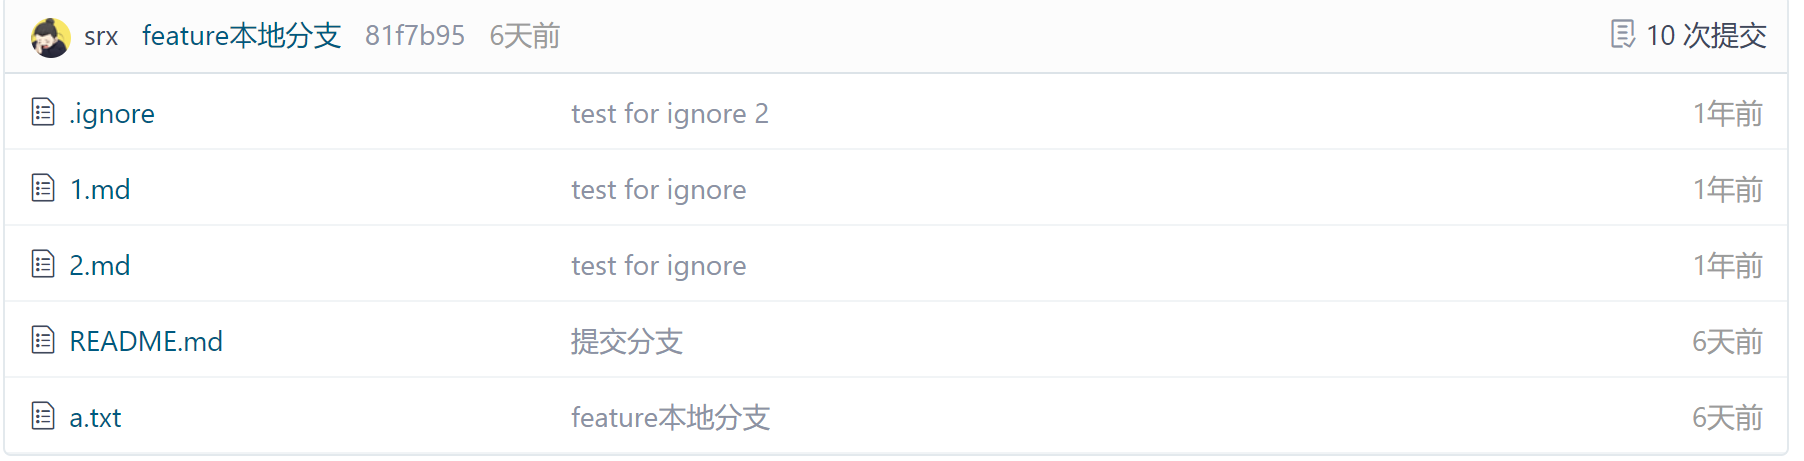 srx feature本地分支 81f7b95 6天前 10 次提交
.ignore test for ignore 2 1年前
1.md test for ignore 1年前
2.md test for ignore 1年前
README.md 提交分支 6天前
a.txt feature本地分支 6天前